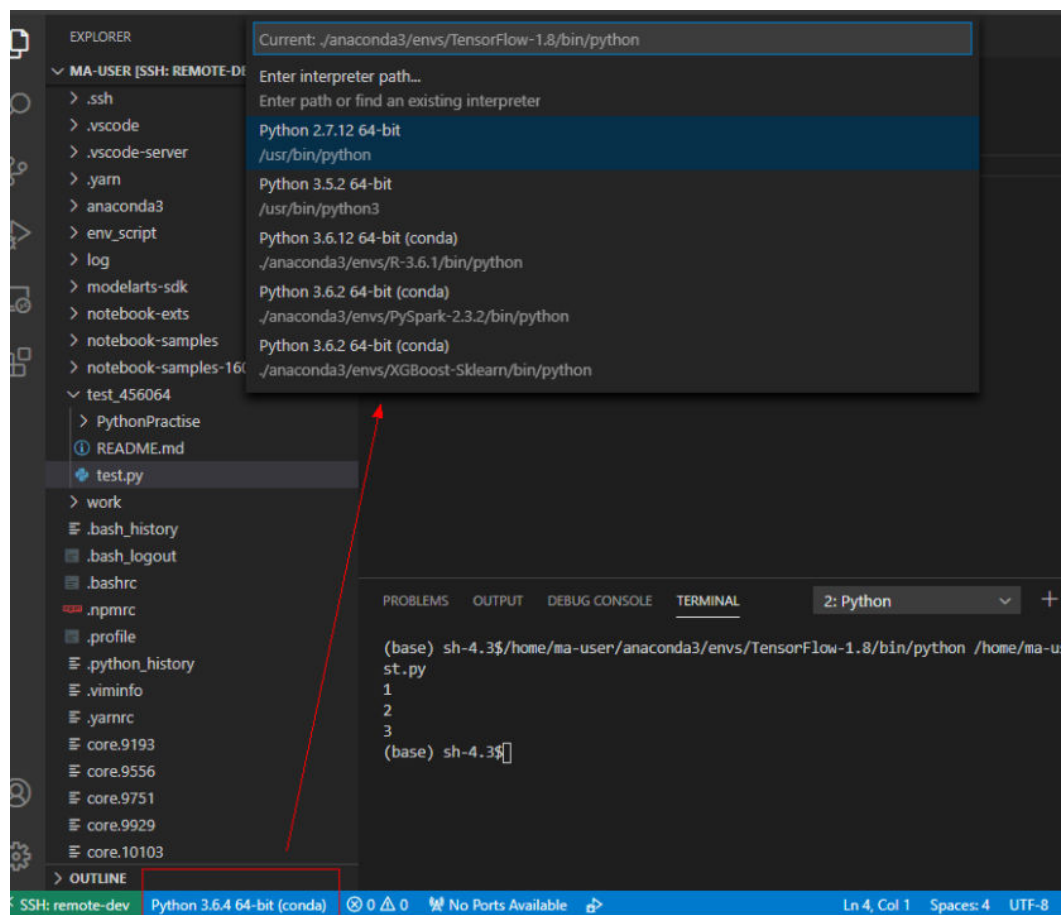 EXPLORER
MA-USER [SSH: REMOTE-DE
.ssh
.vscode
.vscode-server
.yarn
anaconda3
env_script
log
modelarts-sdk
notebook-exts
notebook-samples
notebook-samples-160
test_456064
PythonPractise
README.md
test.py
work
.bash_history
.bash_logout
.bashrc
.npmrc
.profile
.python_history
.viminfo
.yarnrc
core.9193
core.9556
core.9751
core.9929
core.10103
OUTLINE
Current: ./anaconda3/envs/TensorFlow-1.8/bin/python
Enter interpreter path...
Enter path or find an existing interpreter
Python 2.7.12 64-bit
/usr/bin/python
Python 3.5.2 64-bit
/usr/bin/python3
Python 3.6.12 64-bit (conda)
./anaconda3/envs/R-3.6.1/bin/python
Python 3.6.2 64-bit (conda)
./anaconda3/envs/PySpark-2.3.2/bin/python
Python 3.6.2 64-bit (conda)
./anaconda3/envs/XGBoost-Sklearn/bin/python
PROBLEMS OUTPUT DEBUG CONSOLE TERMINAL 2: Python
(base) sh-4.3$/home/ma-user/anaconda3/envs/TensorFlow-1.8/bin/python /home/ma-u
st.py
1
2
3
(base) sh-4.3$
SSH: remote-dev Python 3.6.4 64-bit (conda) 0 0 No Ports Available Ln 4, Col 1 Spaces: 4 UTF-8